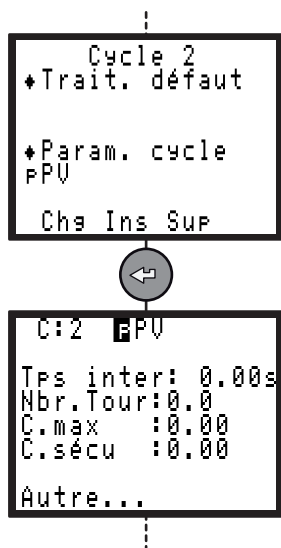 Cycle 2
♦Trait. défaut
♦Param. cycle
PPV
Chg Ins Sup
C:2 PPV
Tps inter: 0.00s
Nbr.Tour:0.0
C.max :0.00
C.sécu :0.00
Autre...